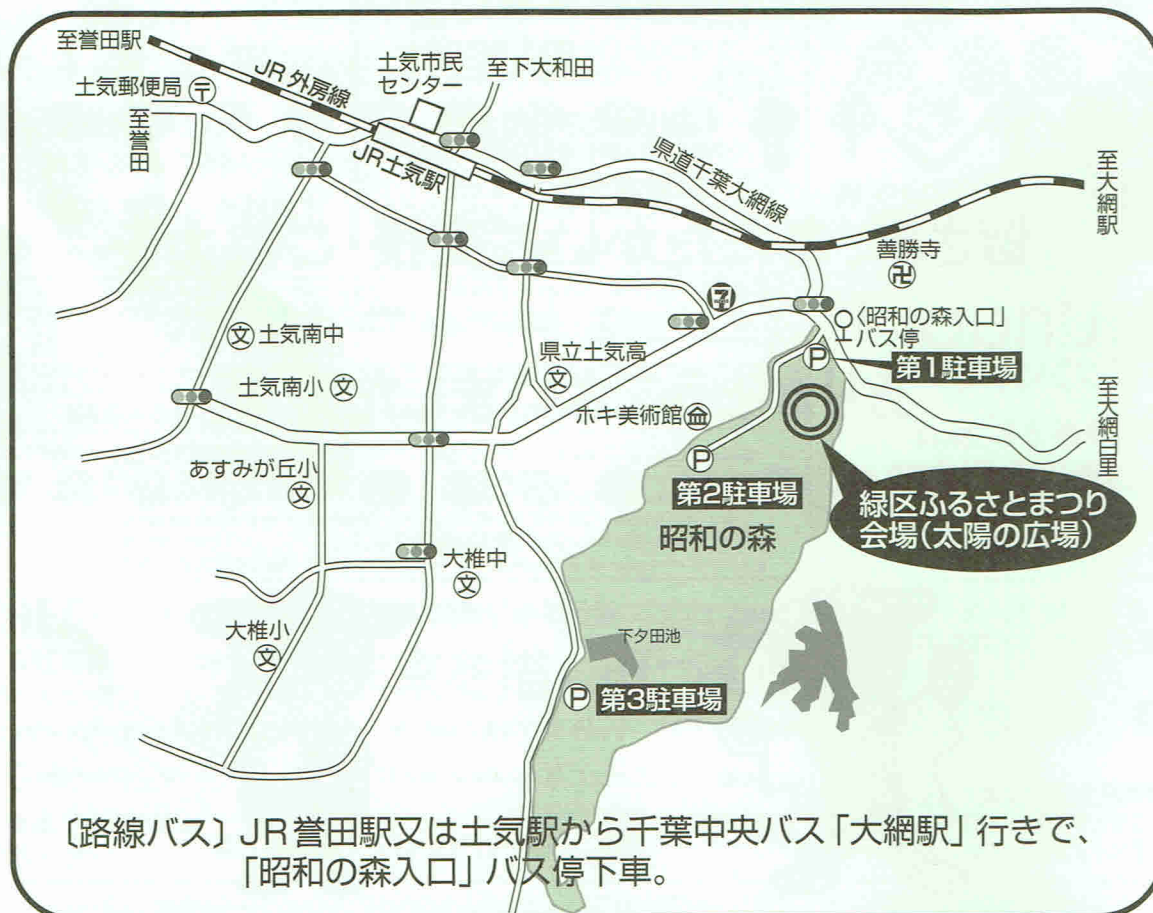 至誉田駅
JR外房線
土気市民
センター
至下大和田
土気郵便局
〒
至誉田
JR土気駅
県道千葉大網線
至大網駅
善勝寺
卍
7
〈昭和の森入口」
バス停
P
第1駐車場
文 土気南中
県立土気高
文
土気南小 文
ホキ美術館
至大網白里
P
第2駐車場
あすみが丘小
文
緑区ふるさとまつり
会場(太陽の広場)
昭和の森
大椎中
文
大椎小
文
下夕田池
P 第3駐車場
〔路線バス〕JR誉田駅又は土気駅から千葉中央バス「大網駅」行きで、
「昭和の森入口」バス停下車。